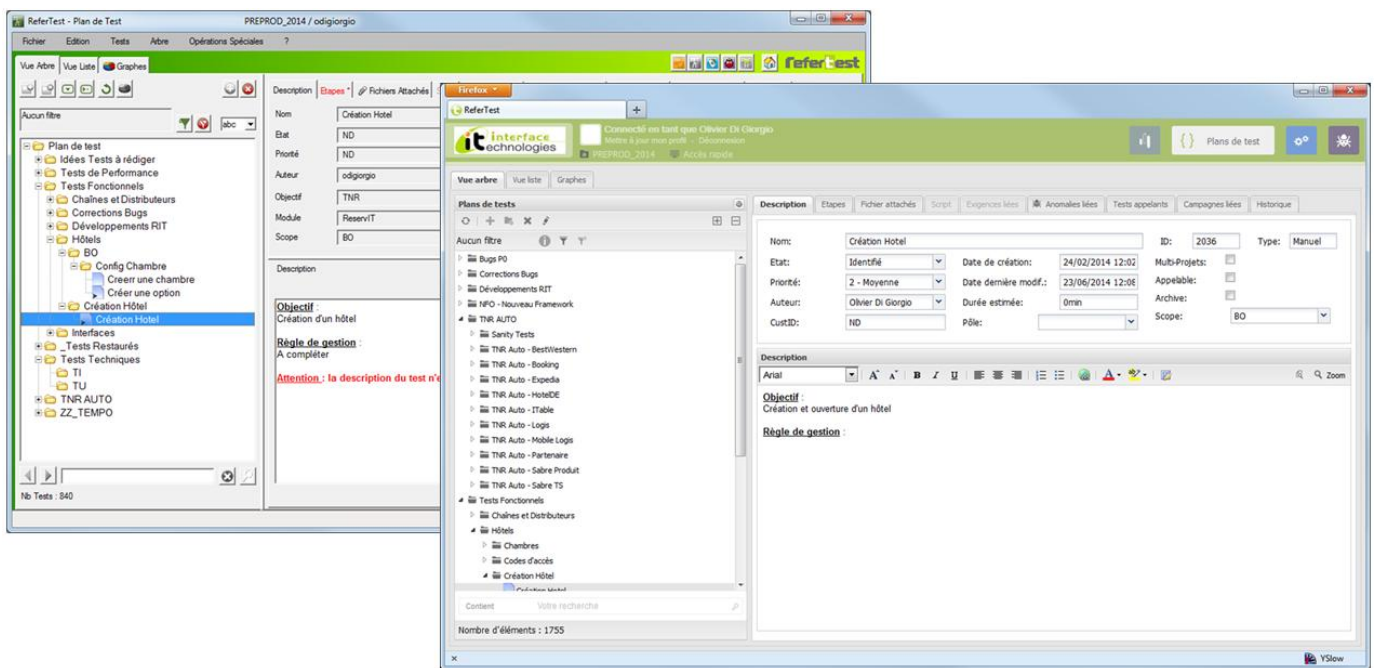 ReferTest - Plan de Test
PREPROD_2014 / odigiorgio
Fichier Edition Tests Arbre Opérations Spéciales ?
Vue Arbre Vue Liste Graphes
refertest
Aucun filtre
abc
Plan de test
Idées Tests à rédiger
Tests de Performance
Tests Fonctionnels
Chaînes et Distributeurs
Corrections Bugs
Développements RIT
Hôtels
BO
Config Chambre
Creerr une chambre
Créer une option
Création Hôtel
Création Hotel
Interfaces
_Tests Restaurés
Tests Techniques
TI
TU
TNR AUTO
ZZ_TEMPO
Nb Tests : 840
Description Etapes * Fichiers Attachés
Nom Création Hotel
Etat ND
Priorité ND
Auteur odigiorgio
Objectif TNR
Module ReservIT
Scope BO
Description
Objectif :
Création d'un hôtel
Règle de gestion :
A compléter
Attention : la description du test n'e
Firefox
ReferTest
interface
technologies
Connecté en tant que Olivier Di Giorgio
Mettre à jour mon profil - Déconnexion
PREPROD_2014 Accès rapide
Plans de test
Vue arbre Vue liste Graphes
Plans de tests
Aucun filtre
Bugs P0
Corrections Bugs
Développements RIT
NFO - Nouveau Framework
TNR AUTO
Sanity Tests
TNR Auto - BestWestern
TNR Auto - Booking
TNR Auto - Expedia
TNR Auto - HotelDE
TNR Auto - ITable
TNR Auto - Logis
TNR Auto - Mobile Logis
TNR Auto - Partenaire
TNR Auto - Sabre Produit
TNR Auto - Sabre TS
Tests Fonctionnels
Chaînes et Distributeurs
Hôtels
Chambres
Codes d'accès
Création Hôtel
Création Hotel
Contient Votre recherche
Nombre d'éléments : 1755
Description Etapes Fichier attachés Script Exigences liées Anomalies liées Tests appelants Campagnes liées Historique
Nom: Création Hotel ID: 2036 Type: Manuel
Etat: Identifié Date de création: 24/02/2014 12:02 Multi-Projets:
Priorité: 2 - Moyenne Date dernière modif.: 23/06/2014 12:08 Appelable:
Auteur: Olivier Di Giorgio Durée estimée: 0min Archive:
CustID: ND Pôle: Scope: BO
Description
Arial A A B I U A Zoom
Objectif :
Création et ouverture d'un hôtel
Règle de gestion :
x YSlow